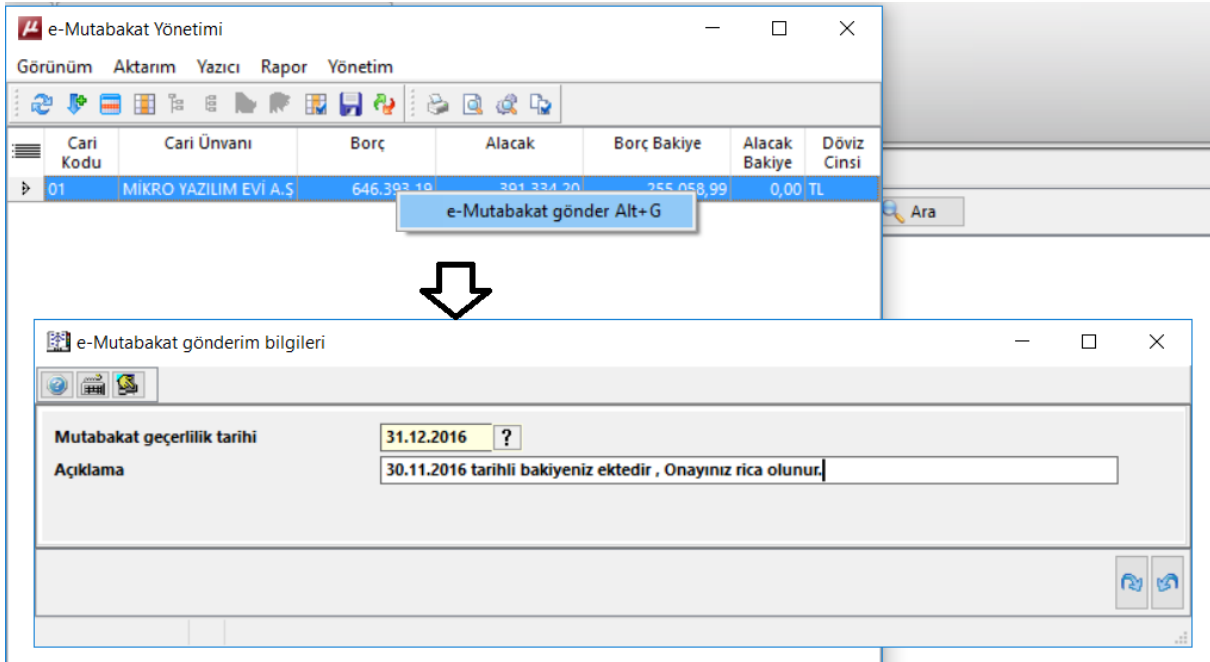 e-Mutabakat Yönetimi
Görünüm Aktarım Yazıcı Rapor Yönetim
Cari Kodu Cari Ünvanı Borç Alacak Borç Bakiye Alacak Bakiye Döviz Cinsi
01 MİKRO YAZILIM EVİ A.Ş 646.393,19 391.334,20 255.058,99 0,00 TL
e-Mutabakat gönder Alt+G
Ara
e-Mutabakat gönderim bilgileri
Mutabakat geçerlilik tarihi 31.12.2016 ?
Açıklama 30.11.2016 tarihli bakiyeniz ektedir , Onayınız rica olunur.